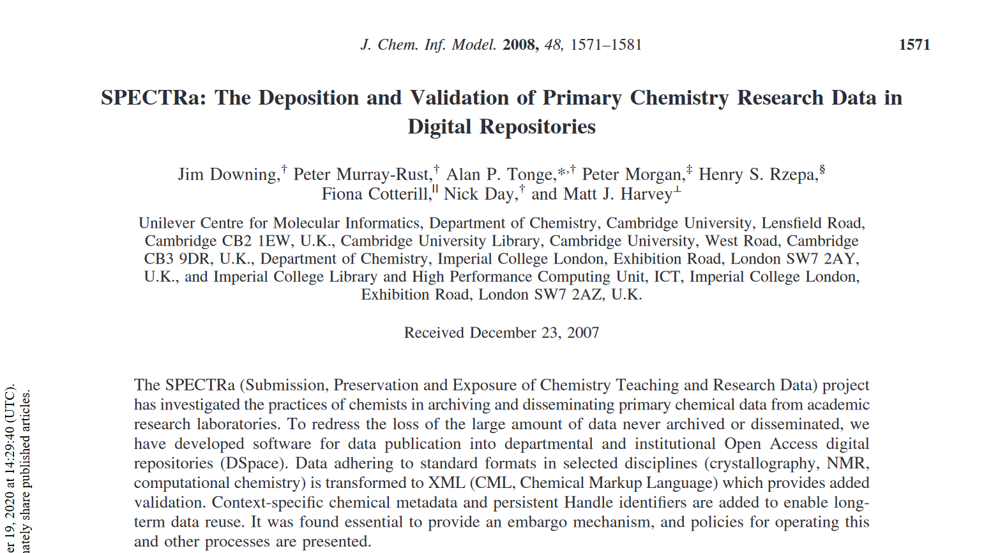 J. Chem. Inf. Model. 2008, 48, 1571–1581
1571
SPECTRa: The Deposition and Validation of Primary Chemistry Research Data in
Digital Repositories
Jim Downing,† Peter Murray-Rust,† Alan P. Tonge,*,† Peter Morgan,‡ Henry S. Rzepa,§
Fiona Cotterill,|| Nick Day,† and Matt J. Harvey⊥
Unilever Centre for Molecular Informatics, Department of Chemistry, Cambridge University, Lensfield Road,
Cambridge CB2 1EW, U.K., Cambridge University Library, Cambridge University, West Road, Cambridge
CB3 9DR, U.K., Department of Chemistry, Imperial College London, Exhibition Road, London SW7 2AY,
U.K., and Imperial College Library and High Performance Computing Unit, ICT, Imperial College London,
Exhibition Road, London SW7 2AZ, U.K.
Received December 23, 2007
The SPECTRa (Submission, Preservation and Exposure of Chemistry Teaching and Research Data) project
has investigated the practices of chemists in archiving and disseminating primary chemical data from academic
research laboratories. To redress the loss of the large amount of data never archived or disseminated, we
have developed software for data publication into departmental and institutional Open Access digital
repositories (DSpace). Data adhering to standard formats in selected disciplines (crystallography, NMR,
computational chemistry) is transformed to XML (CML, Chemical Markup Language) which provides added
validation. Context-specific chemical metadata and persistent Handle identifiers are added to enable long-
term data reuse. It was found essential to provide an embargo mechanism, and policies for operating this
and other processes are presented.
19, 2020 at 14:29:40 (UTC).
share published articles.